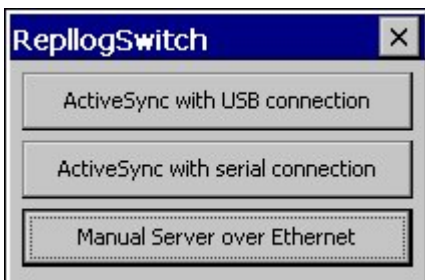 RepllogSwitch
ActiveSync with USB connection
ActiveSync with serial connection
Manual Server over Ethernet